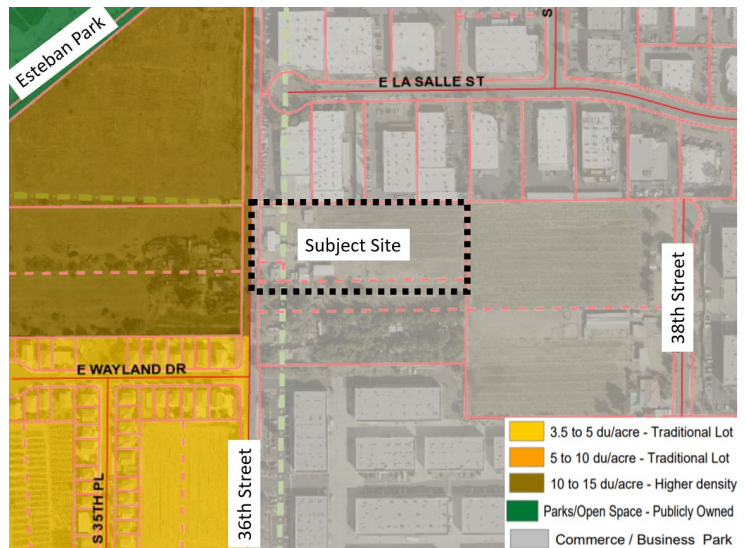 Esteban Park
S
E LA SALLE ST
Subject Site
38th Street
E WAYLAND DR
S 35TH PL
36th Street
3.5 to 5 du/acre - Traditional Lot
5 to 10 du/acre - Traditional Lot
10 to 15 du/acre - Higher density
Parks/Open Space - Publicly Owned
Commerce / Business Park